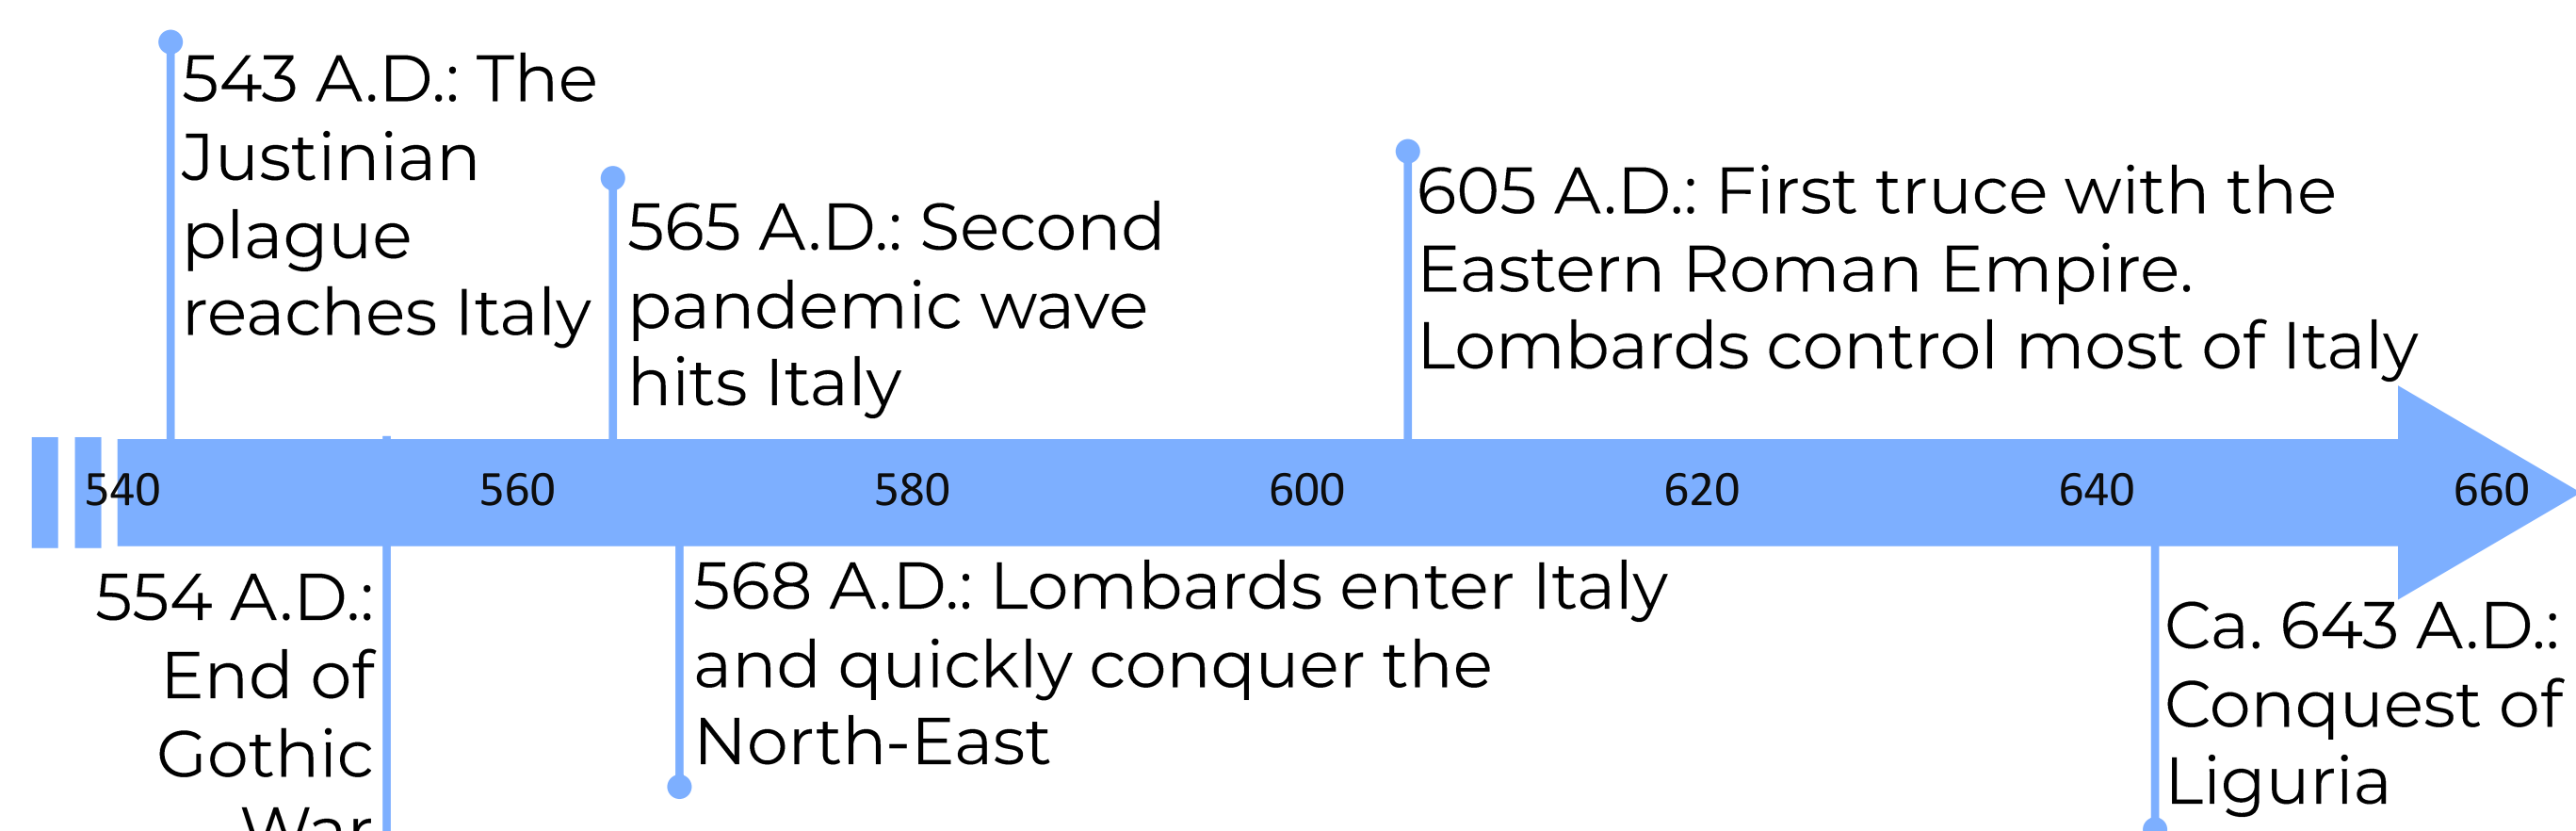 543 A.D.: The
Justinian
plague
reaches Italy
565 A.D.: Second
pandemic wave
hits Italy
605 A.D.: First truce with the
Eastern Roman Empire.
Lombards control most of Italy
540 560 580 600 620 640 660
554 A.D.:
End of
Gothic
War
568 A.D.: Lombards enter Italy
and quickly conquer the
North-East
Ca. 643 A.D.:
Conquest of
Liguria